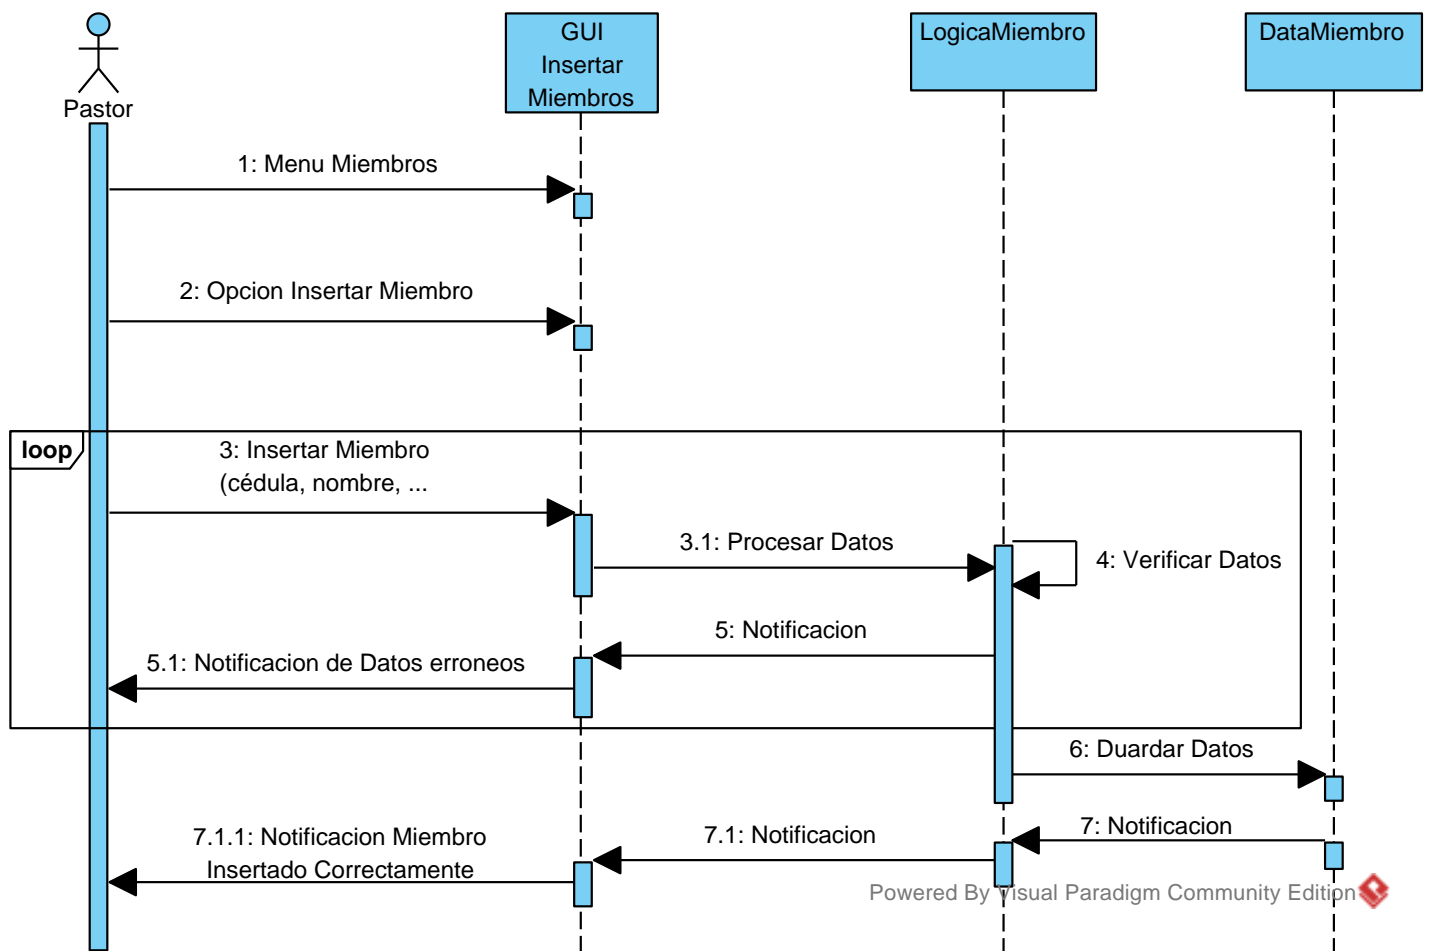 Pastor
GUI
Insertar
Miembros
LogicaMiembro
DataMiembro
1: Menu Miembros
2: Opcion Insertar Miembro
loop
3: Insertar Miembro
(cédula, nombre, ...
3.1: Procesar Datos
4: Verificar Datos
5: Notificacion
5.1: Notificacion de Datos erroneos
6: Duardar Datos
7: Notificacion
7.1: Notificacion
7.1.1: Notificacion Miembro
Insertado Correctamente
Powered By Visual Paradigm Community Edition